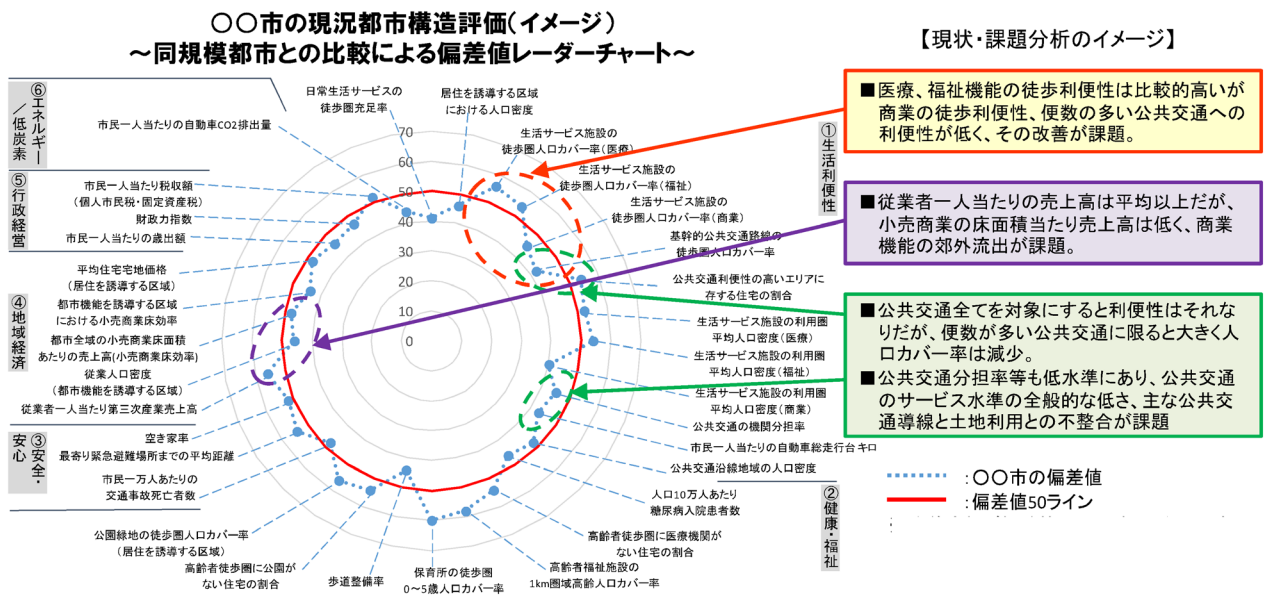 〇〇市の現況都市構造評価(イメージ)
～同規模都市との比較による偏差値レーダーチャート～
【現状・課題分析のイメージ】
⑥エネルギー
／低炭素
⑤行政経営
④地域経済
③安全・
安心
①生活利便性
②健康・福祉
日常生活サービスの
徒歩圏充足率
居住を誘導する区域
における人口密度
生活サービス施設の
徒歩圏人口カバー率(医療)
生活サービス施設の
徒歩圏人口カバー率(福祉)
生活サービス施設の
徒歩圏人口カバー率(商業)
基幹的公共交通路線の
徒歩圏人口カバー率
公共交通利便性の高いエリアに
存する住宅の割合
生活サービス施設の利用圏
平均人口密度(医療)
生活サービス施設の利用圏
平均人口密度(福祉)
生活サービス施設の利用圏
平均人口密度(商業)
公共交通の機関分担率
市民一人当たりの自動車総走行台キロ
公共交通沿線地域の人口密度
人口10万人あたり
糖尿病入院患者数
高齢者徒歩圏に医療機関が
ない住宅の割合
高齢者福祉施設の
1km圏域高齢人口カバー率
保育所の徒歩圏
0～5歳人口カバー率
歩道整備率
高齢者徒歩圏に公園が
ない住宅の割合
公園緑地の徒歩圏人口カバー率
(居住を誘導する区域)
市民一万人あたりの
交通事故死亡者数
最寄り緊急避難場所までの平均距離
空き家率
従業者一人当たり第三次産業売上高
従業人口密度
(都市機能を誘導する区域)
都市全域の小売商業床面積
あたりの売上高(小売商業床効率)
都市機能を誘導する区域
における小売商業床効率
平均住宅宅地価格
(居住を誘導する区域)
市民一人当たりの歳出額
財政力指数
市民一人当たり税収額
(個人市民税・固定資産税)
市民一人当たりの自動車CO2排出量
70
60
50
40
30
20
10
0
■医療、福祉機能の徒歩利便性は比較的高いが
商業の徒歩利便性、便数の多い公共交通への
利便性が低く、その改善が課題。
■従業者一人当たりの売上高は平均以上だが、
小売商業の床面積当たり売上高は低く、商業
機能の郊外流出が課題。
■公共交通全てを対象にすると利便性はそれな
りだが、便数が多い公共交通に限ると大きく人
口カバー率は減少。
■公共交通分担率等も低水準にあり、公共交通
のサービス水準の全般的な低さ、主な公共交
通導線と土地利用との不整合が課題
:〇〇市の偏差値
:偏差値50ライン